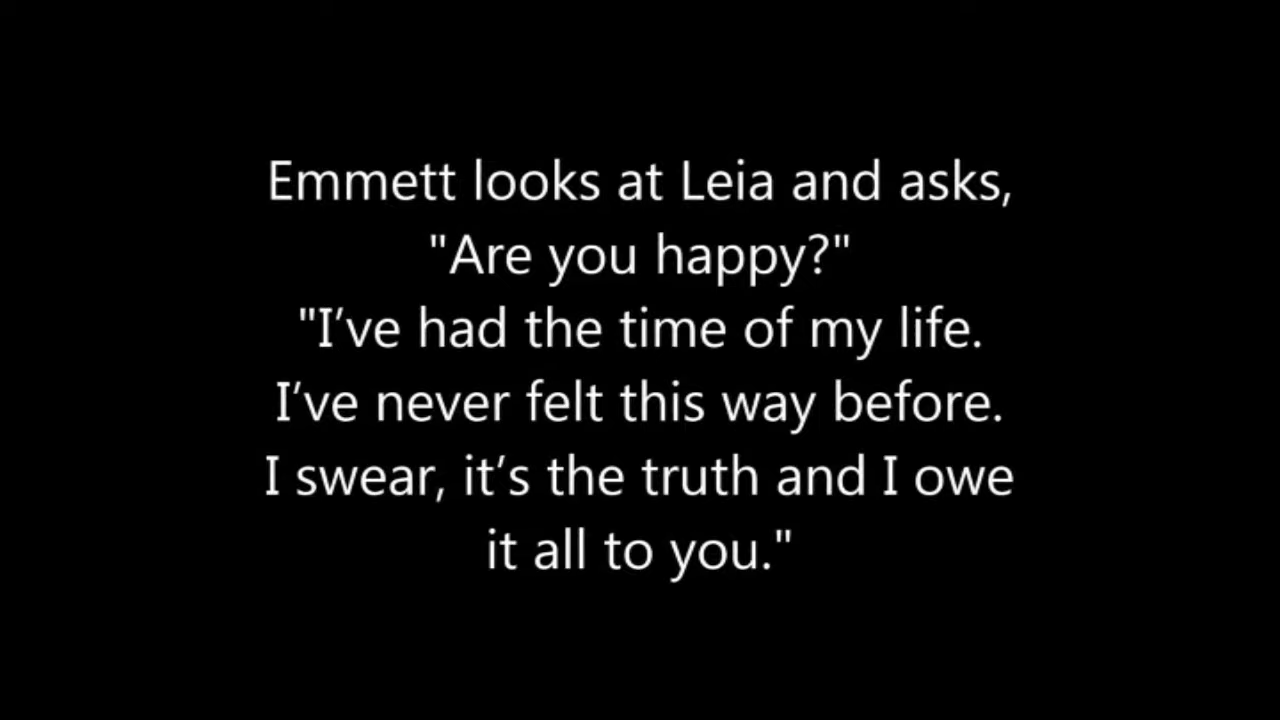 Emmett looks at Leia and asks,
"Are you happy?"
"I’ve had the time of my life.
I’ve never felt this way before.
I swear, it’s the truth and I owe
it all to you."